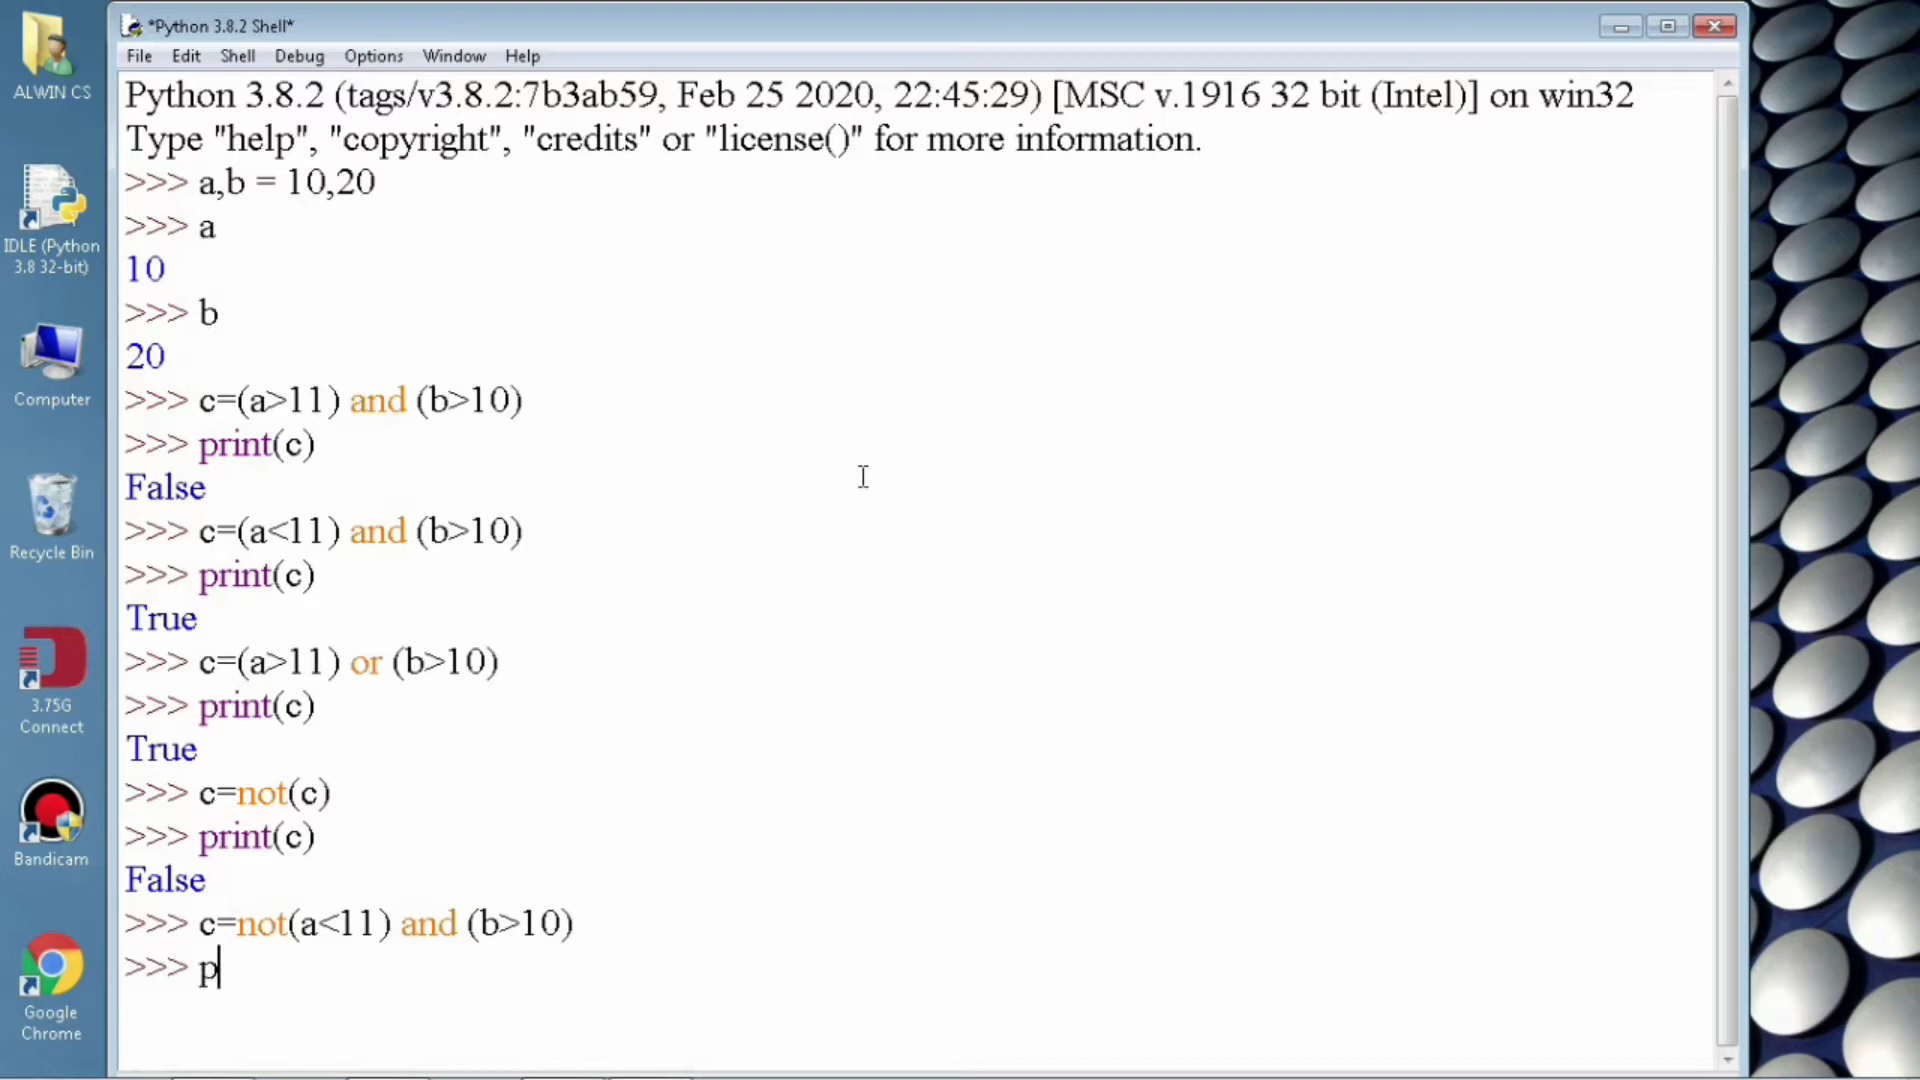 *Python 3.8.2 Shell*
File Edit Shell Debug Options Window Help
Python 3.8.2 (tags/v3.8.2:7b3ab59, Feb 25 2020, 22:45:29) [MSC v.1916 32 bit (Intel)] on win32
Type "help", "copyright", "credits" or "license()" for more information.
>>> a,b = 10,20
>>> a
10
>>> b
20
>>> c=(a>11) and (b>10)
>>> print(c)
False
>>> c=(a<11) and (b>10)
>>> print(c)
True
>>> c=(a>11) or (b>10)
>>> print(c)
True
>>> c=not(c)
>>> print(c)
False
>>> c=not(a<11) and (b>10)
>>> p
ALWIN CS
IDLE (Python
3.8 32-bit)
Computer
Recycle Bin
3.75G
Connect
Bandicam
Google
Chrome